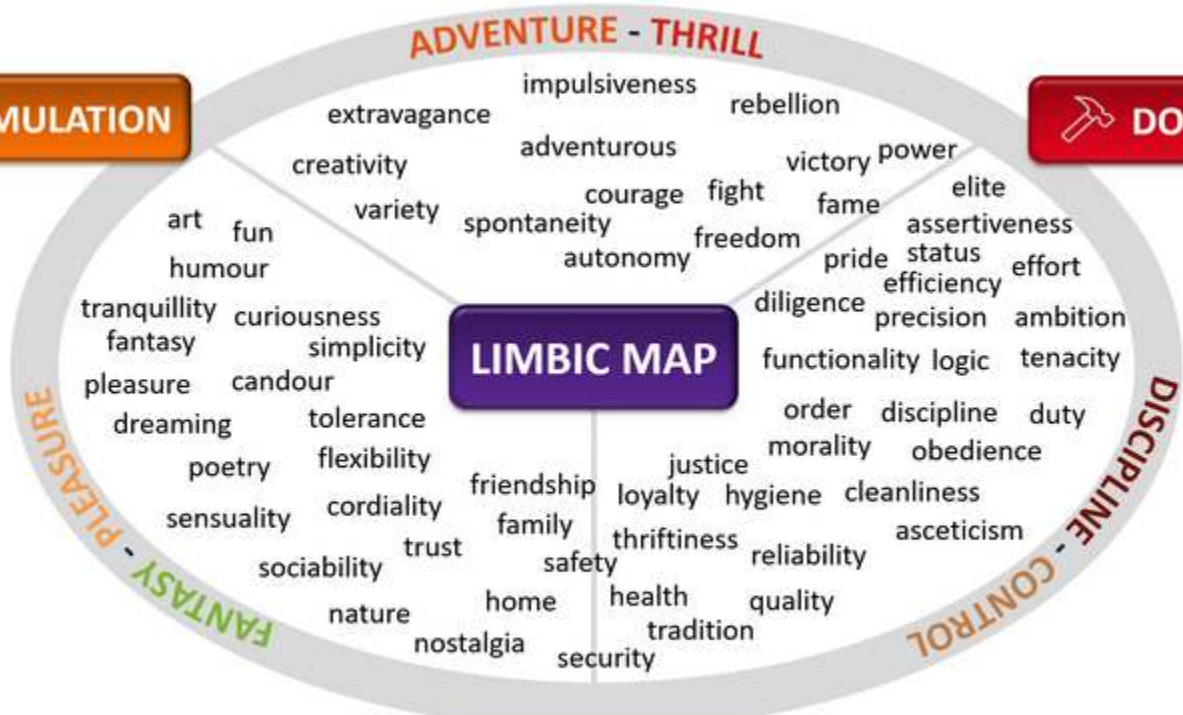 ADVENTURE - THRILL
MULATION
DO
impulsiveness
extravagance
rebellion
creativity
adventurous
victory
power
variety
courage
fight
fame
spontaneity
freedom
autonomy
elite
assertiveness
pride
status
effort
efficiency
diligence
precision
ambition
functionality
logic
tenacity
order
discipline
duty
morality
obedience
justice
loyalty
hygiene
cleanliness
asceticism
thriftiness
reliability
health
quality
tradition
security
art
fun
humour
tranquillity
curiousness
fantasy
simplicity
pleasure
candour
dreaming
tolerance
poetry
flexibility
friendship
sensuality
cordiality
family
trust
safety
sociability
home
nature
nostalgia
LIMBIC MAP
FANTASY - PLEASURE
DISCIPLINE - CONTROL